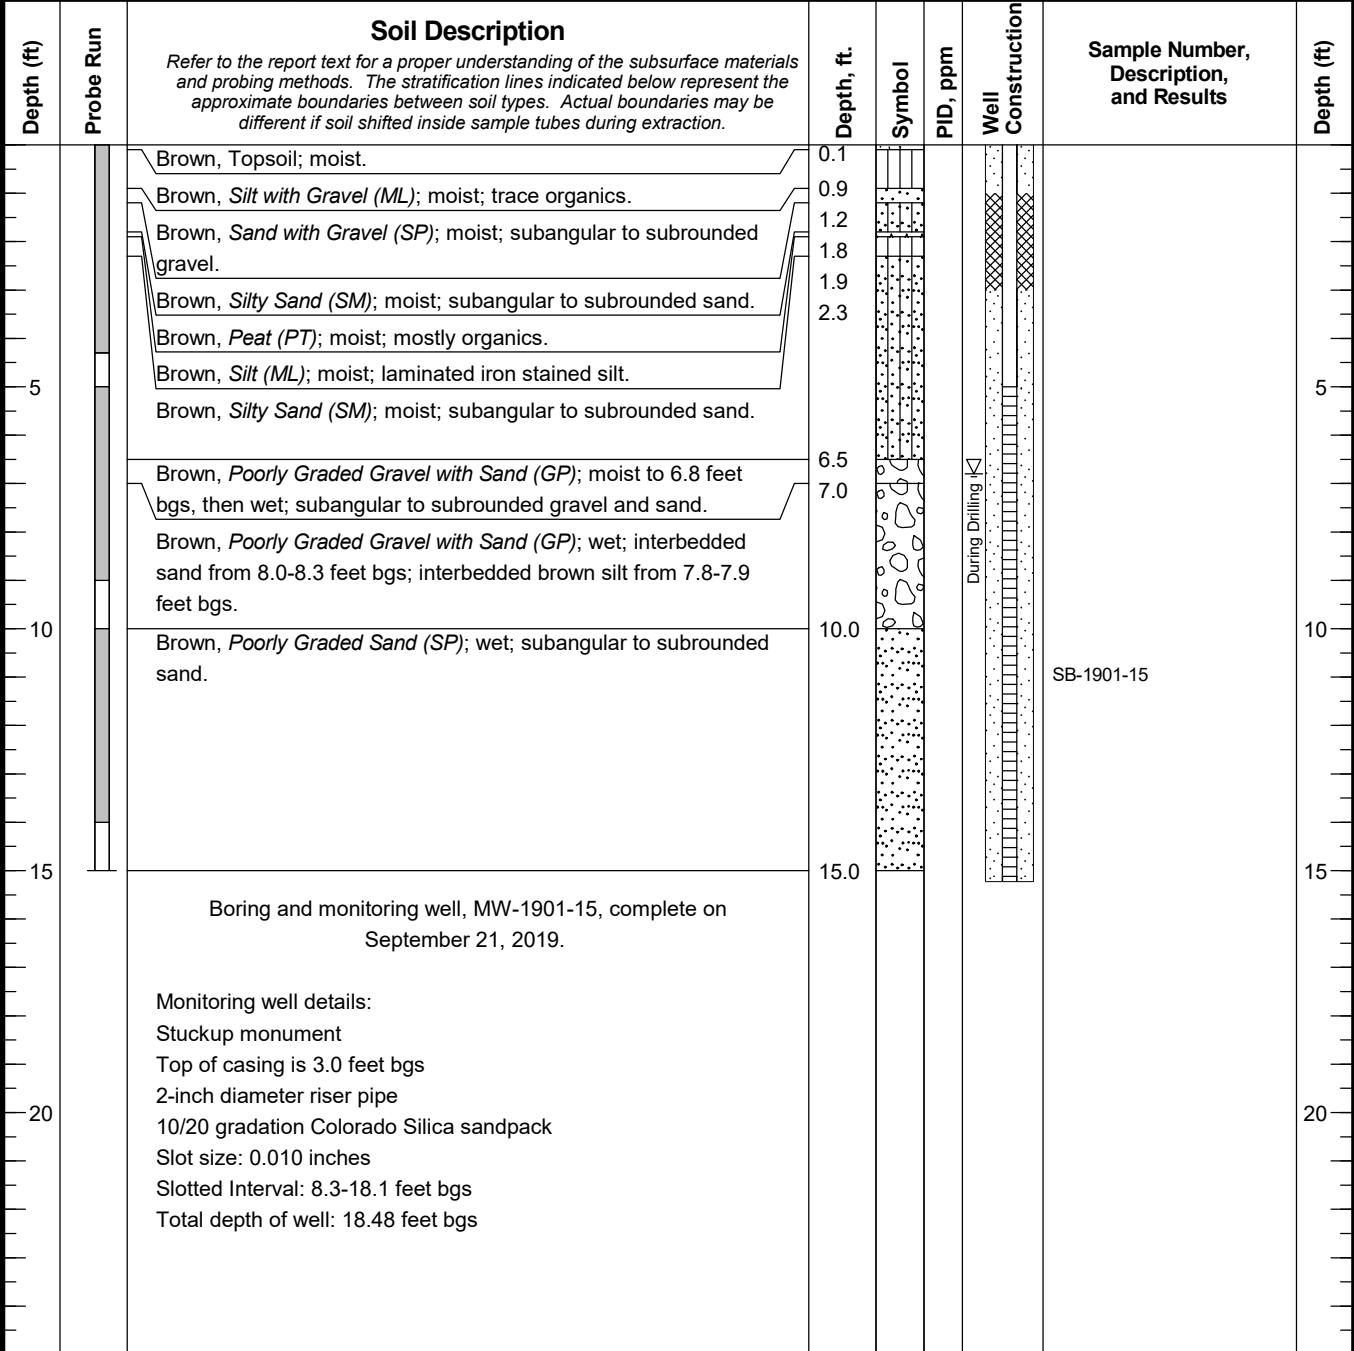 Depth (ft)
Probe Run
Soil Description
Refer to the report text for a proper understanding of the subsurface materials
and probing methods. The stratification lines indicated below represent the
approximate boundaries between soil types. Actual boundaries may be
different if soil shifted inside sample tubes during extraction.
Depth, ft.
Symbol
PID, ppm
Well
Construction
Sample Number,
Description,
and Results
Depth (ft)
Brown, Topsoil; moist.
0.1
Brown, Silt with Gravel (ML); moist; trace organics.
0.9
Brown, Sand with Gravel (SP); moist; subangular to subrounded
gravel.
1.2
1.8
Brown, Silty Sand (SM); moist; subangular to subrounded sand.
1.9
Brown, Peat (PT); moist; mostly organics.
2.3
Brown, Silt (ML); moist; laminated iron stained silt.
5
5
Brown, Silty Sand (SM); moist; subangular to subrounded sand.
6.5
Brown, Poorly Graded Gravel with Sand (GP); moist to 6.8 feet
bgs, then wet; subangular to subrounded gravel and sand.
7.0
During Drilling
Brown, Poorly Graded Gravel with Sand (GP); wet; interbedded
sand from 8.0-8.3 feet bgs; interbedded brown silt from 7.8-7.9
feet bgs.
10
10.0
10
Brown, Poorly Graded Sand (SP); wet; subangular to subrounded
sand.
SB-1901-15
15
15.0
15
Boring and monitoring well, MW-1901-15, complete on
September 21, 2019.
Monitoring well details:
Stuckup monument
Top of casing is 3.0 feet bgs
2-inch diameter riser pipe
20
20
10/20 gradation Colorado Silica sandpack
Slot size: 0.010 inches
Slotted Interval: 8.3-18.1 feet bgs
Total depth of well: 18.48 feet bgs